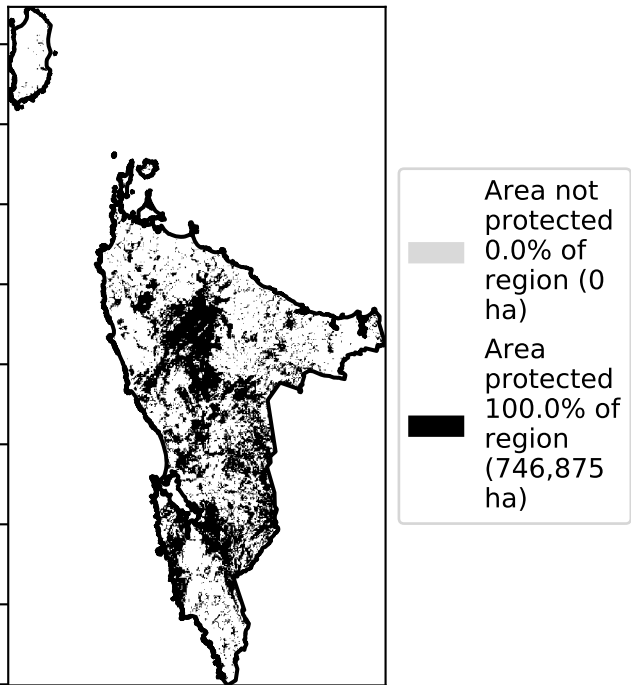 Area not
protected
0.0% of
region (0
ha)
Area
protected
100.0% of
region
(746,875
ha)